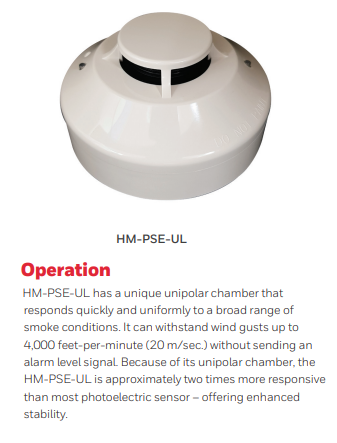 HM-PSE-UL
Operation
HM-PSE-UL has a unique unipolar chamber that
responds quickly and uniformly to a broad range of
smoke conditions. It can withstand wind gusts up to
4,000 feet-per-minute (20 m/sec.) without sending an
alarm level signal. Because of its unipolar chamber, the
HM-PSE-UL is approximately two times more responsive
than most photoelectric sensor – offering enhanced
stability.